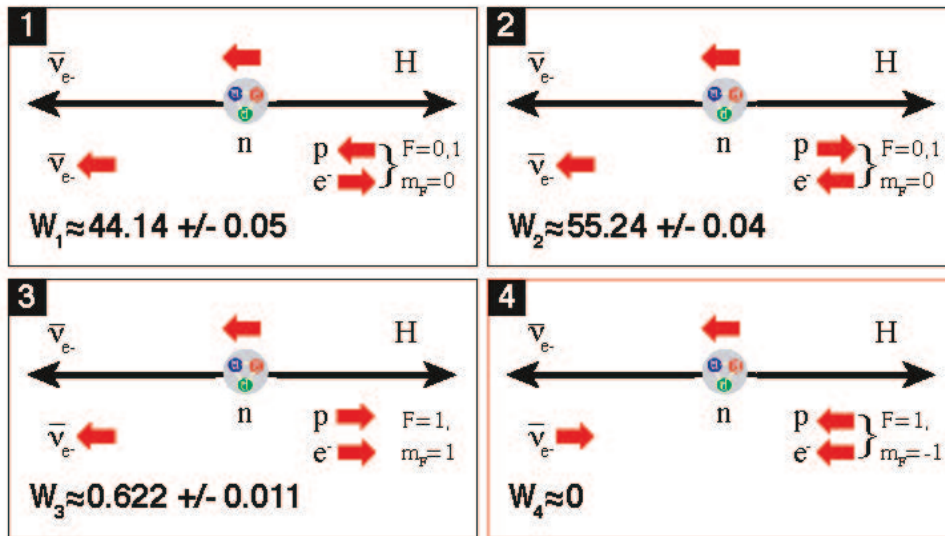 1
ν̅e- H
n
p F=0,1
ν̅e- e- mF=0
W1≈44.14 +/- 0.05
2
ν̅e- H
n
p F=0,1
ν̅e- e- mF=0
W2≈55.24 +/- 0.04
3
ν̅e- H
n
p F=1,
ν̅e- e- mF=1
W3≈0.622 +/- 0.011
4
ν̅e- H
n
p F=1,
ν̅e- e- mF=-1
W4≈0